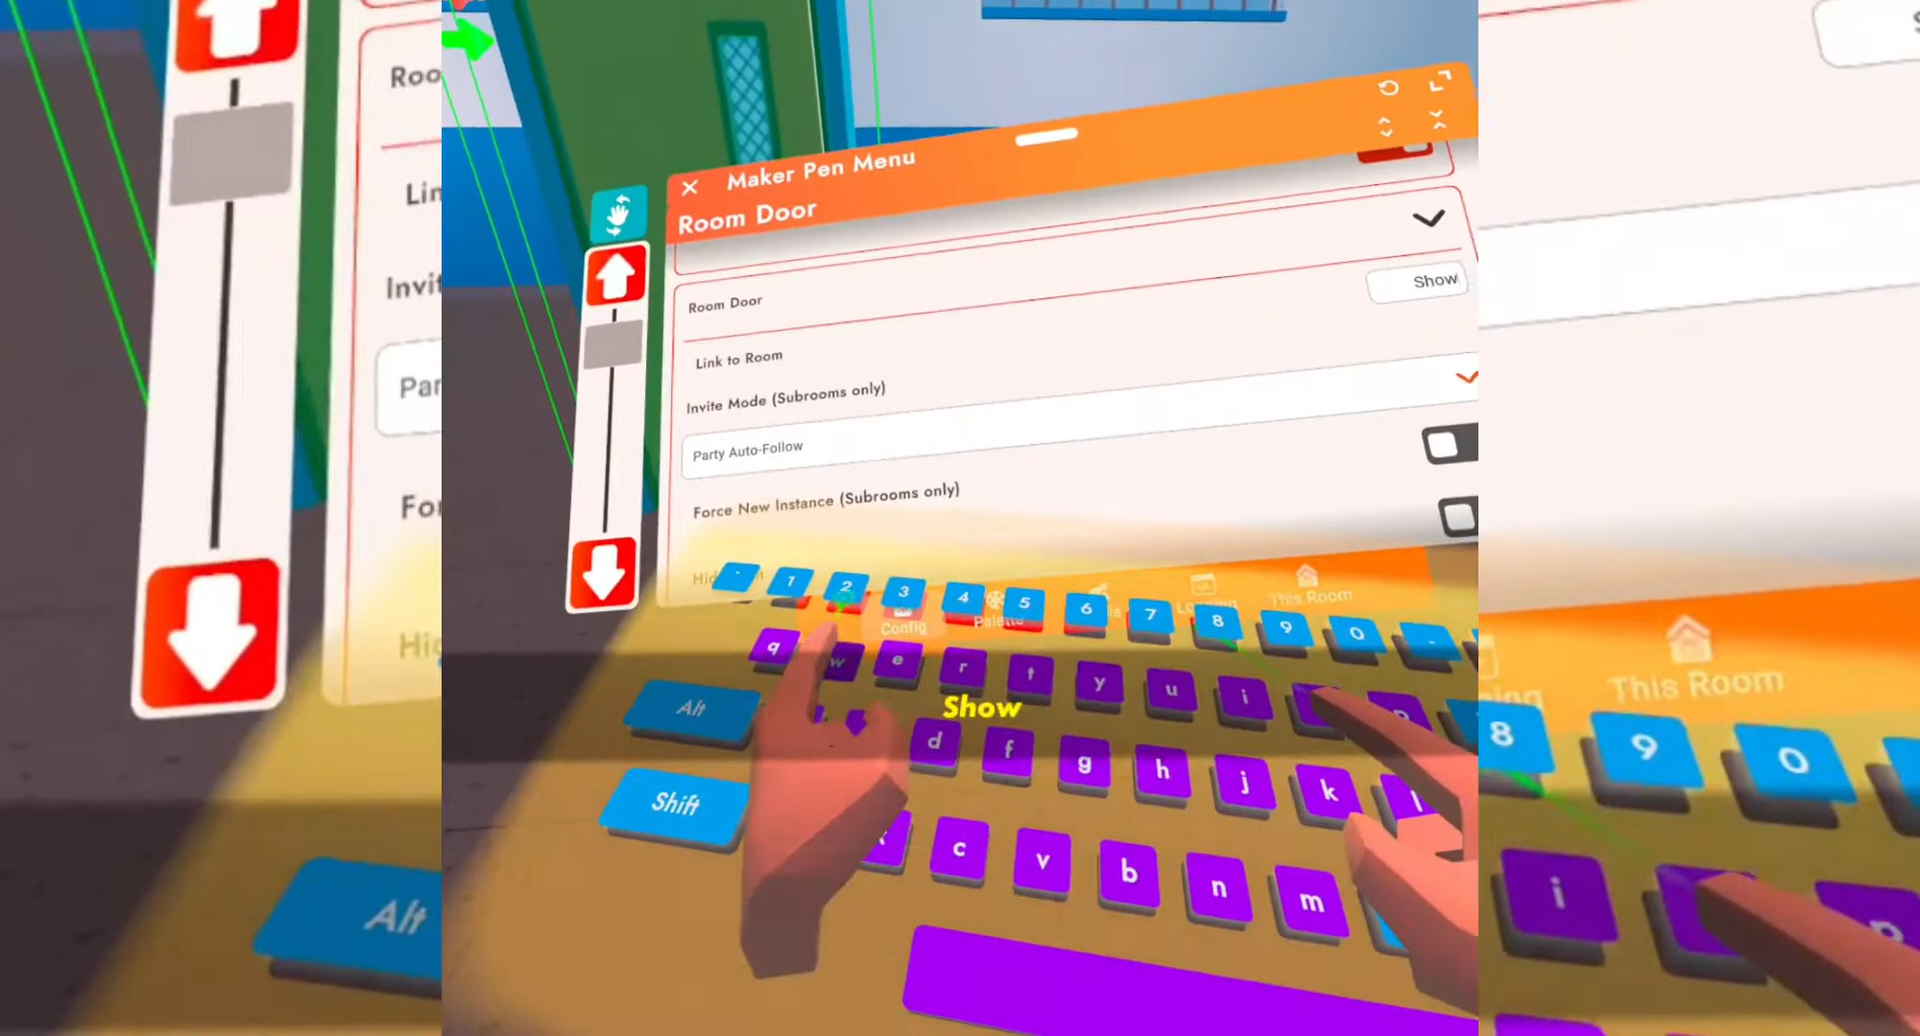 Maker Pen Menu
Room Door
Room Door
Show
Link to Room
Invite Mode (Subrooms only)
Party Auto-Follow
Force New Instance (Subrooms only)
1 2 3 4 5 6 7 8 9 0 -
Config
This Room
q w e r t y u i
Alt
Show
d f g h j k l
Shift
c v b n m
Roo
Lin
Invit
Par
For
Hid
Alt
This Room
8 9 0
i